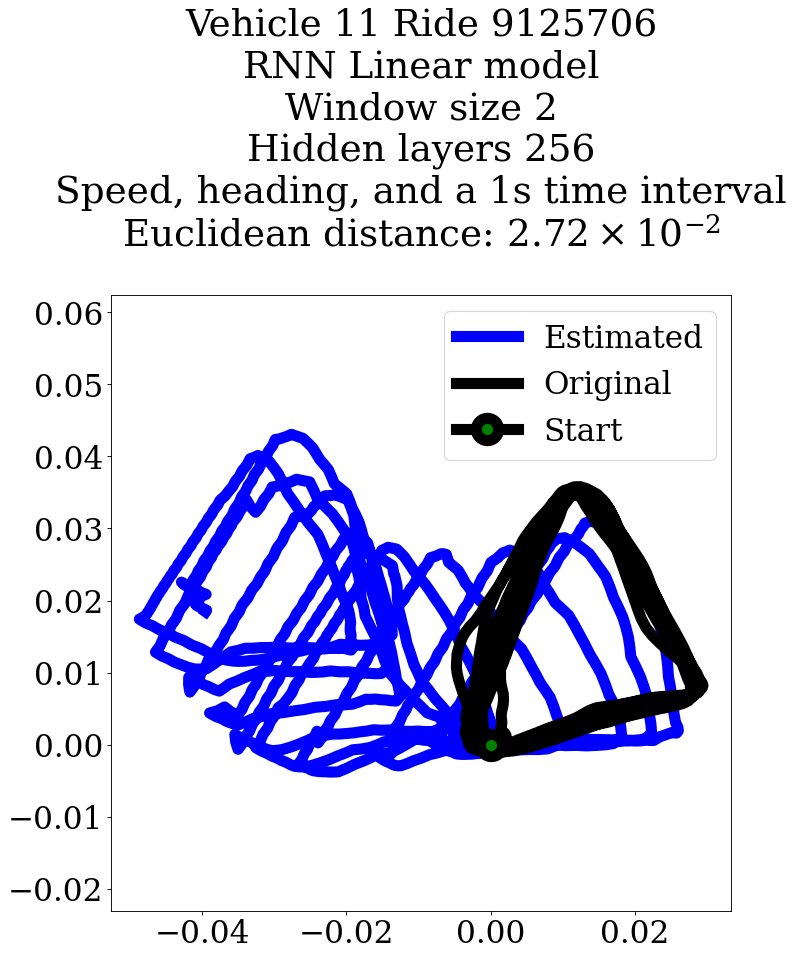 Vehicle 11 Ride 9125706
RNN Linear model
Window size 2
Hidden layers 256
Speed, heading, and a 1s time interval
Euclidean distance: 2.72 × 10⁻²
Estimated
Original
Start
0.06
0.05
0.04
0.03
0.02
0.01
0.00
−0.01
−0.02
−0.04 −0.02 0.00 0.02